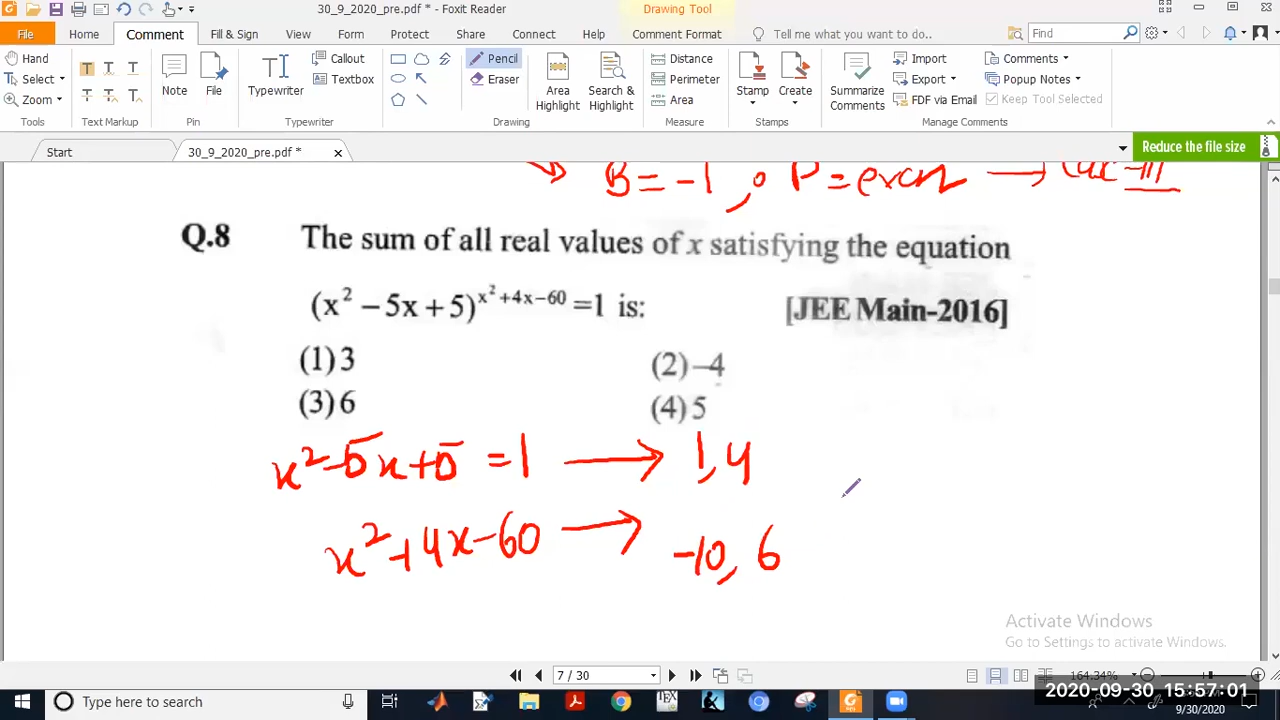 30_9_2020_pre.pdf * - Foxit Reader
Drawing Tool
File Home Comment Fill & Sign View Form Protect Share Connect Help Comment Format Tell me what you want to do.. Find
Hand
Select
Zoom
Tools
Text Markup
Note
File
Pin
Typewriter
Callout
Textbox
Typewriter
Pencil
Eraser
Drawing
Area Highlight
Search & Highlight
Distance
Perimeter
Area
Measure
Stamp
Create
Stamps
Summarize Comments
Import
Export
FDF via Email
Comments
Popup Notes
Keep Tool Selected
Manage Comments
Start
30_9_2020_pre.pdf *
Reduce the file size
B = -1, P = even →
Q.8 The sum of all real values of x satisfying the equation
(x² – 5x + 5)^(x²+4x–60) =1 is: [JEE Main-2016]
(1) 3 (2) –4
(3) 6 (4) 5
x²-5x+5 = 1 → 1, 4
x²+4x-60 → -10, 6
Activate Windows
Go to Settings to activate Windows.
7 / 30
164.34%
Type here to search
2020-09-30 15:57:01
9/30/2020